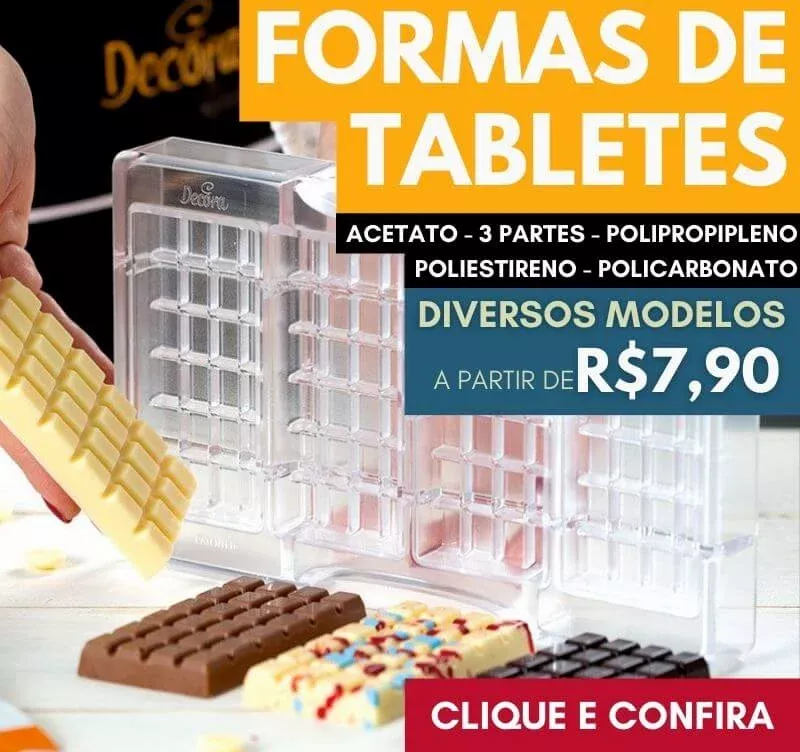 Decora
FORMAS DE
TABLETES
Decora
ACETATO - 3 PARTES - POLIPROPIPLENO
POLIESTIRENO - POLICARBONATO
DIVERSOS MODELOS
A PARTIR DE R$7,90
CLIQUE E CONFIRA